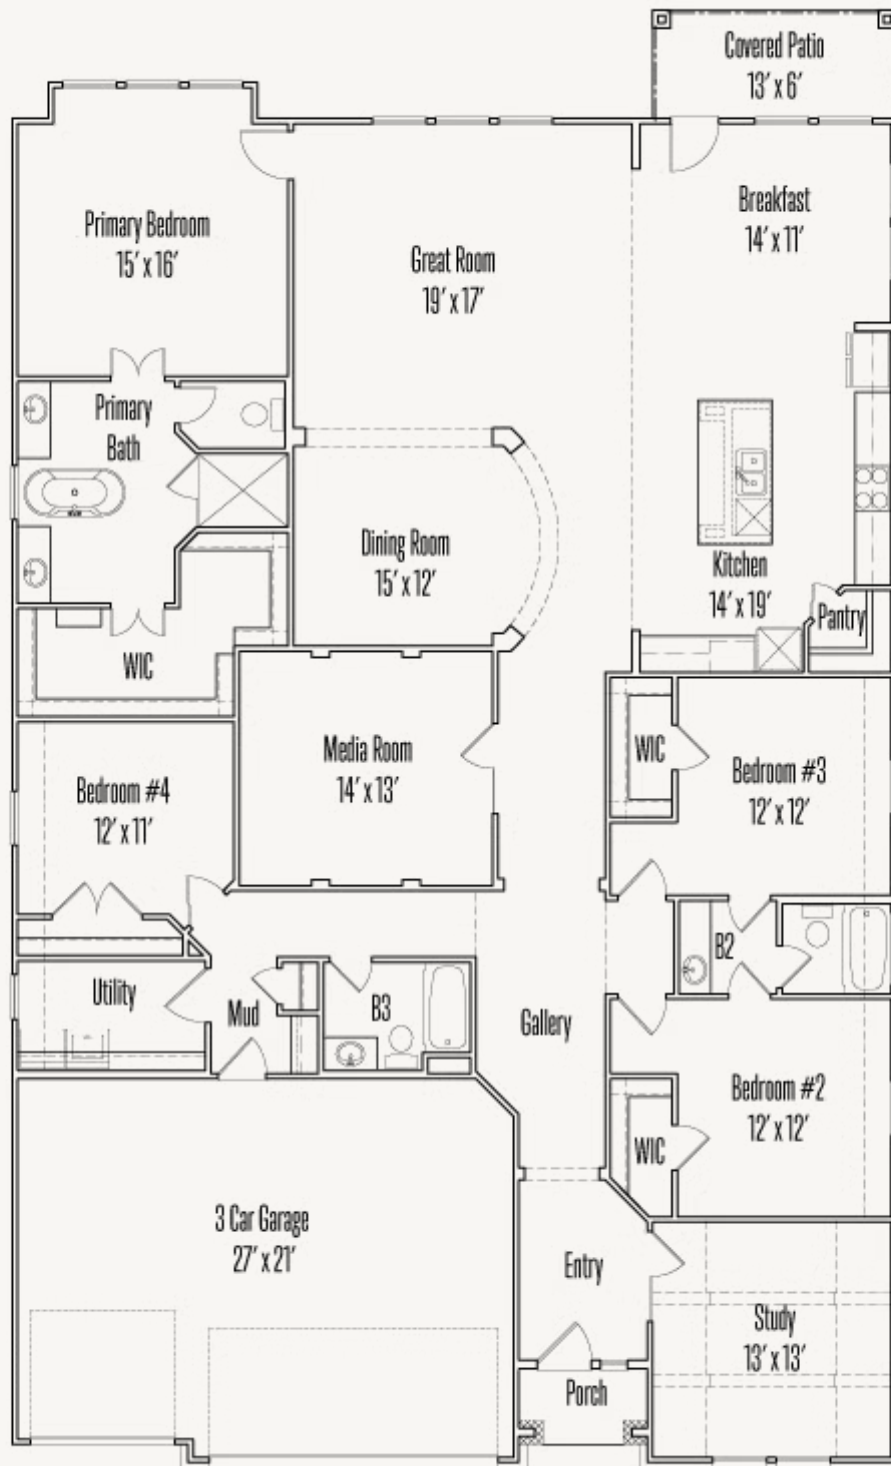 Covered Patio
13' x 6'
Primary Bedroom
15' x 16'
Great Room
19' x 17'
Breakfast
14' x 11'
Primary
Bath
Dining Room
15' x 12'
Kitchen
14' x 19'
Pantry
WIC
Media Room
14' x 13'
WIC
Bedroom #3
12' x 12'
Bedroom #4
12' x 11'
B2
Utility
Mud
B3
Gallery
Bedroom #2
12' x 12'
WIC
3 Car Garage
27' x 21'
Entry
Study
13' x 13'
Porch